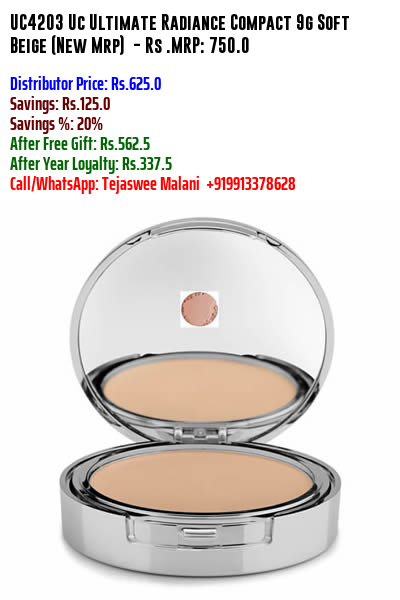 UC4203 Uc Ultimate Radiance Compact 9g Soft
Beige (New Mrp) - Rs .MRP: 750.0
Distributor Price: Rs.625.0
Savings: Rs.125.0
Savings %: 20%
After Free Gift: Rs.562.5
After Year Loyalty: Rs.337.5
Call/WhatsApp: Tejaswee Malani +919913378628